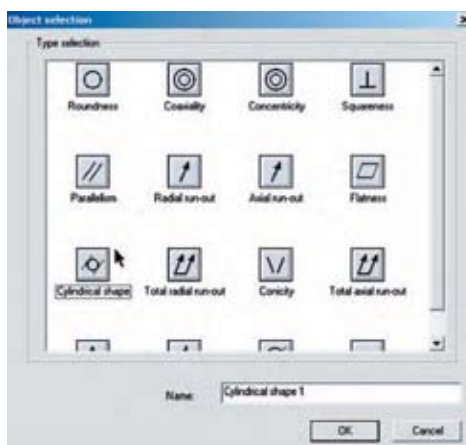 Object selection
Type selection
Roundness Coaxiality Concentricity Squareness
Parallelism Radial run-out Axial run-out Flatness
Cylindrical shape Total radial run-out Conicity Total axial run-out
Name: Cylindrical shape 1
OK Cancel